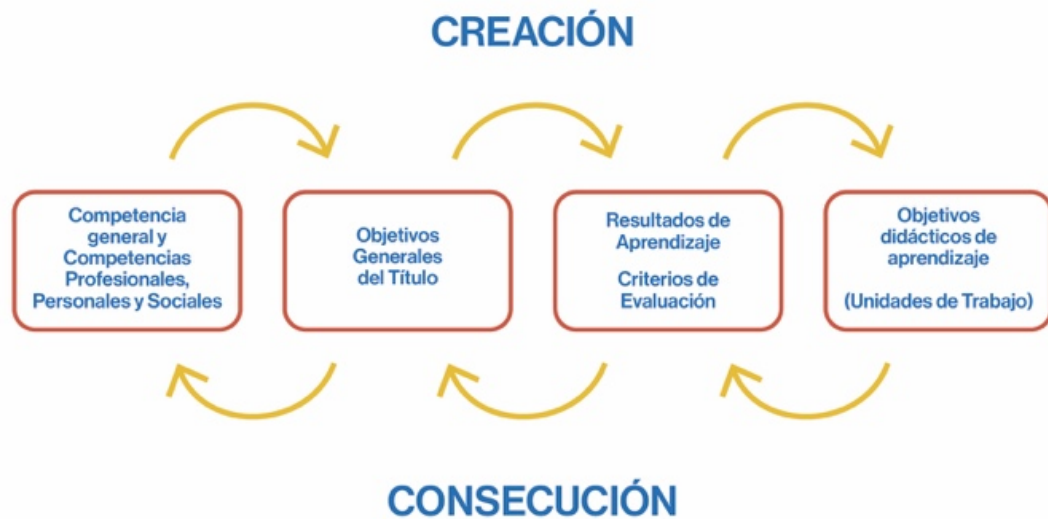 CREACIÓN
Competencia
general y
Competencias
Profesionales,
Personales y Sociales
Objetivos
Generales
del Título
Resultados de
Aprendizaje
Criterios de
Evaluación
Objetivos
didácticos de
aprendizaje
(Unidades de Trabajo)
CONSECUCIÓN